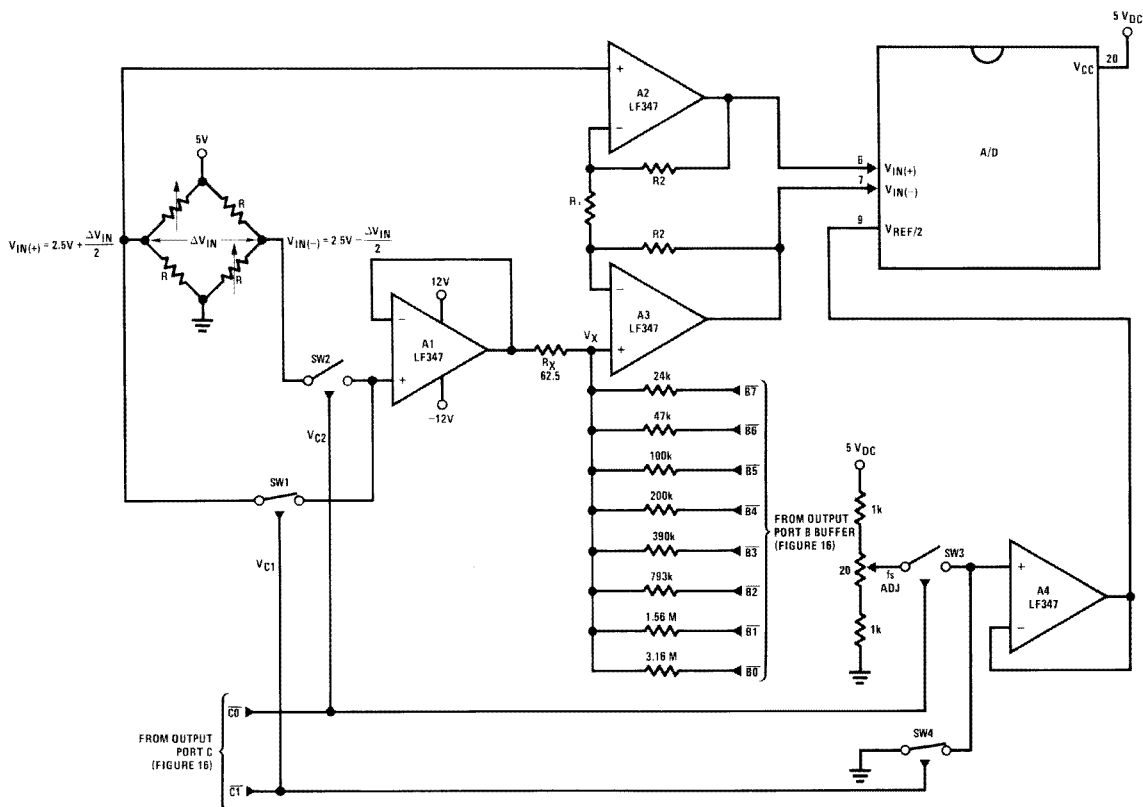 5 VDC
20
VCC
A/D
6
VIN(+)
7
VIN(−)
9
VREF/2
+
A2
LF347
−
R2
R2
5V
R
R
R
ΔVIN
VIN(+) = 2.5V + ΔVIN/2
VIN(−) = 2.5V − ΔVIN/2
12V
−
A1
LF347
+
−12V
SW2
VC2
SW1
VC1
RX
62.5
VX
−
A3
LF347
+
24k B7
47k B6
100k B5
200k B4
390k B3
793k B2
1.56 M B1
3.16 M B0
FROM OUTPUT
PORT B BUFFER
(FIGURE 16)
5 VDC
1k
20
fs
ADJ
1k
SW3
+
A4
LF347
−
SW4
C0
FROM OUTPUT
PORT C
(FIGURE 16)
C1